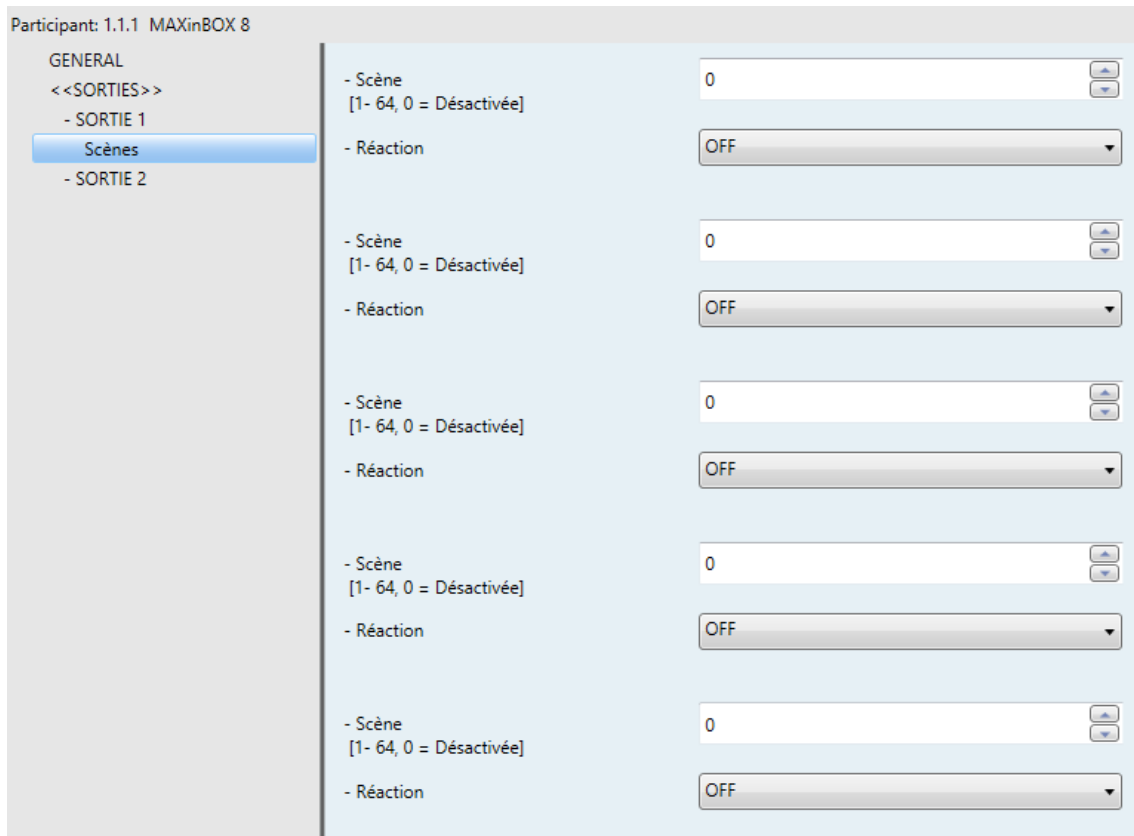 Participant: 1.1.1 MAXinBOX 8
GENERAL
<<SORTIES>>
- SORTIE 1
Scènes
- SORTIE 2
- Scène
[1- 64, 0 = Désactivée]
0
- Réaction
OFF
- Scène
[1- 64, 0 = Désactivée]
0
- Réaction
OFF
- Scène
[1- 64, 0 = Désactivée]
0
- Réaction
OFF
- Scène
[1- 64, 0 = Désactivée]
0
- Réaction
OFF
- Scène
[1- 64, 0 = Désactivée]
0
- Réaction
OFF